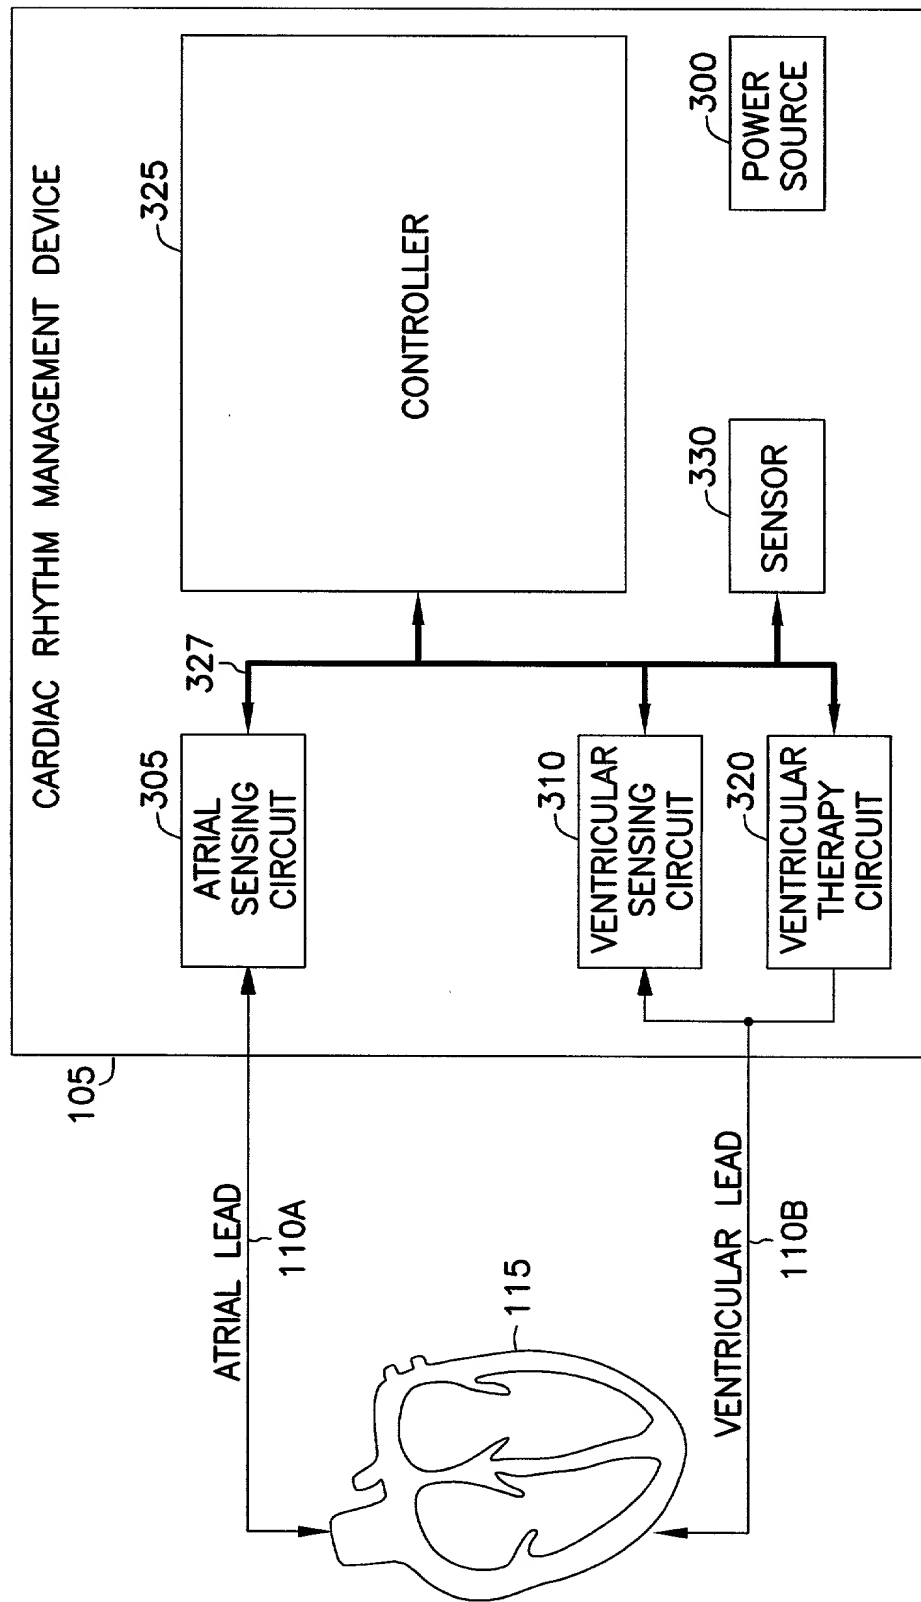 CARDIAC RHYTHM MANAGEMENT DEVICE
105
ATRIAL LEAD
110A
305
ATRIAL
SENSING
CIRCUIT
327
325
CONTROLLER
115
310
VENTRICULAR
SENSING
CIRCUIT
VENTRICULAR LEAD
110B
320
VENTRICULAR
THERAPY
CIRCUIT
330
SENSOR
300
POWER
SOURCE